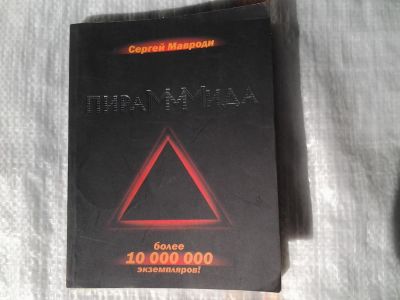 Сергей Мавроди
ПИРАМММИДА
более
10 000 000
экземпляров!